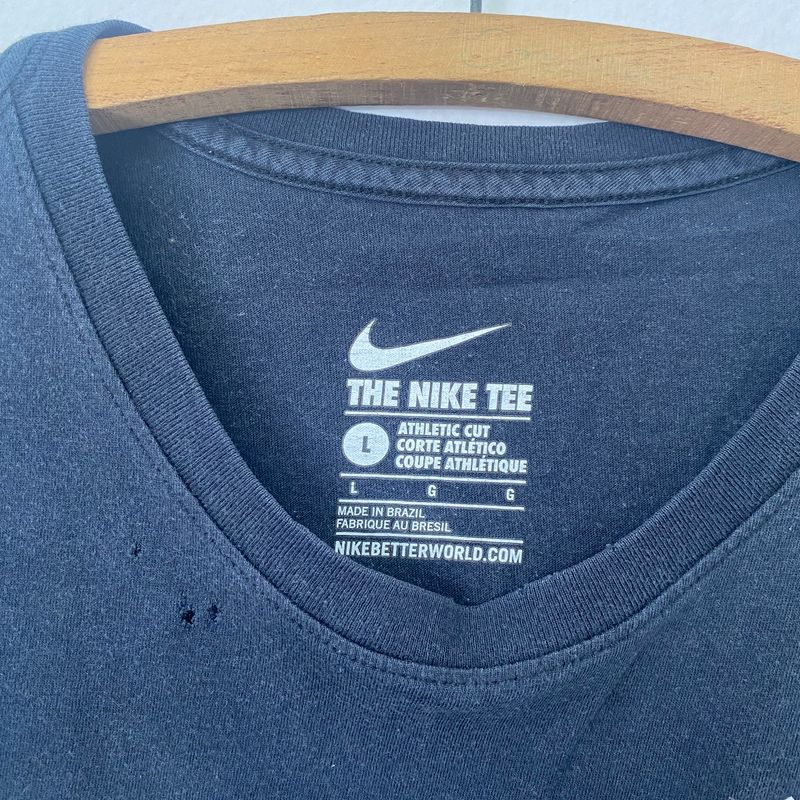 THE NIKE TEE
L
ATHLETIC CUT
CORTE ATLÉTICO
COUPE ATHLÉTIQUE
L G G
MADE IN BRAZIL
FABRIQUE AU BRESIL
NIKEBETTERWORLD.COM